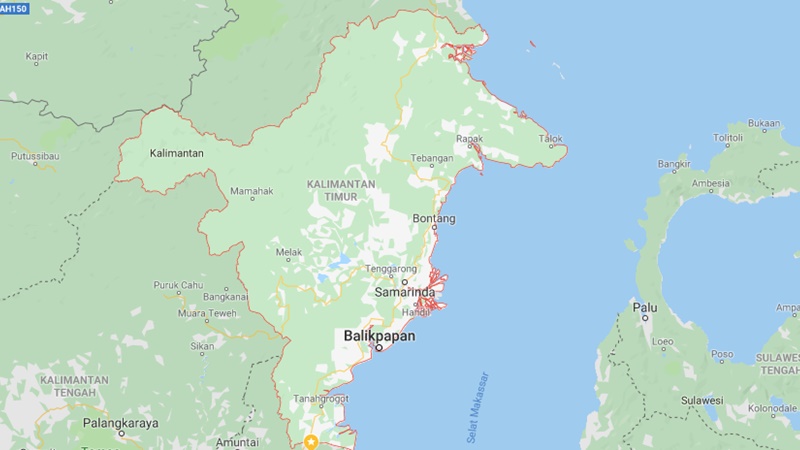 AH150
Kapit
Putussibau
Kalimantan
Mamahak
KALIMANTAN
TIMUR
Rapak
Talok
Tebangan
Bontang
Melak
Tenggarong
Samarinda
Handil
Balikpapan
Puruk Cahu
Bangkanai
Muara Teweh
Sikan
KALIMANTAN
TENGAH
Palangkaraya
Amuntai
Tanahgrogot
Selat Makassar
Bukaan
Tolitoli
Bangkir
Ambesia
Palu
Loeo
Poso
Ampa
SULAWES
TENGAH
Sulawesi
Kolonodale